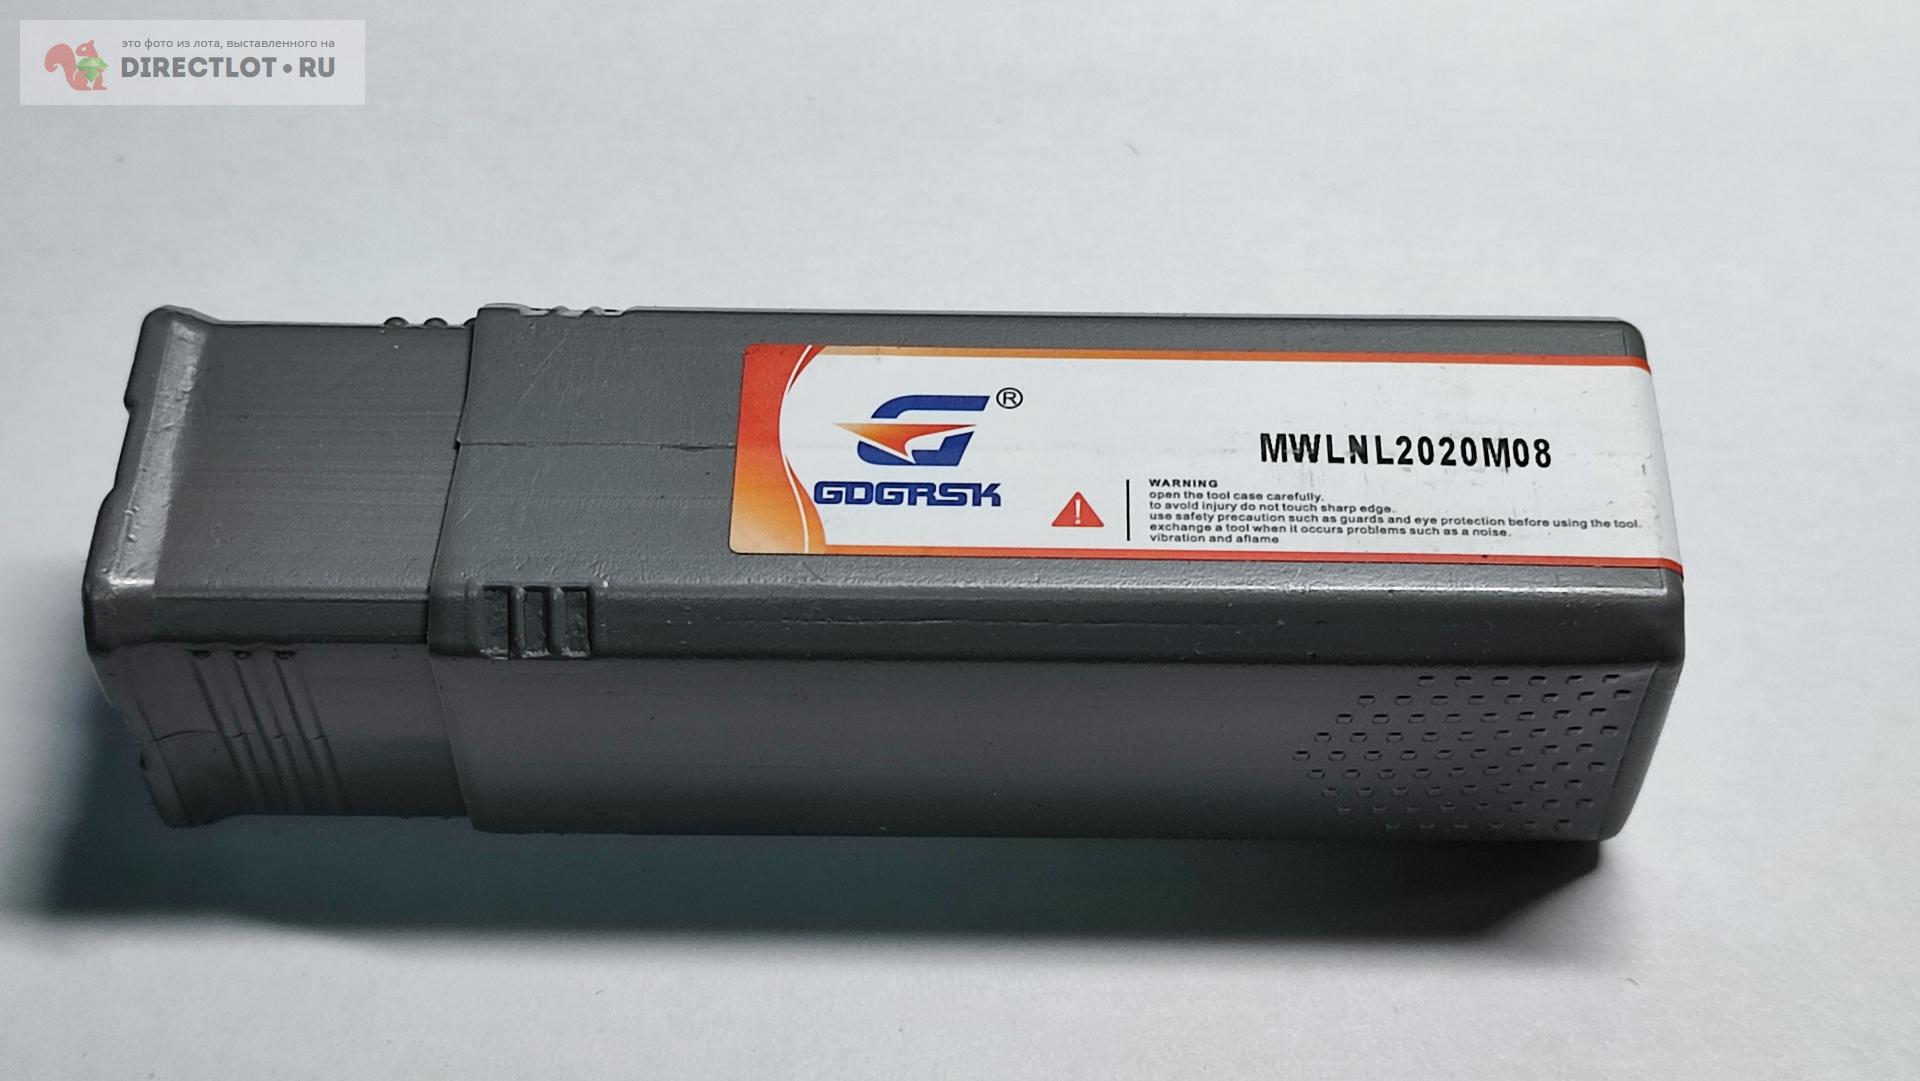 это фото из лота, выставленного на
DIRECTLOT•RU
®
GDGRSK
MWLNL2020M08
WARNING
open the tool case carefully.
to avoid injury do not touch sharp edge.
use safety precaution such as guards and eye protection before using the tool.
exchange a tool when it occurs problems such as a noise.
vibration and aflame